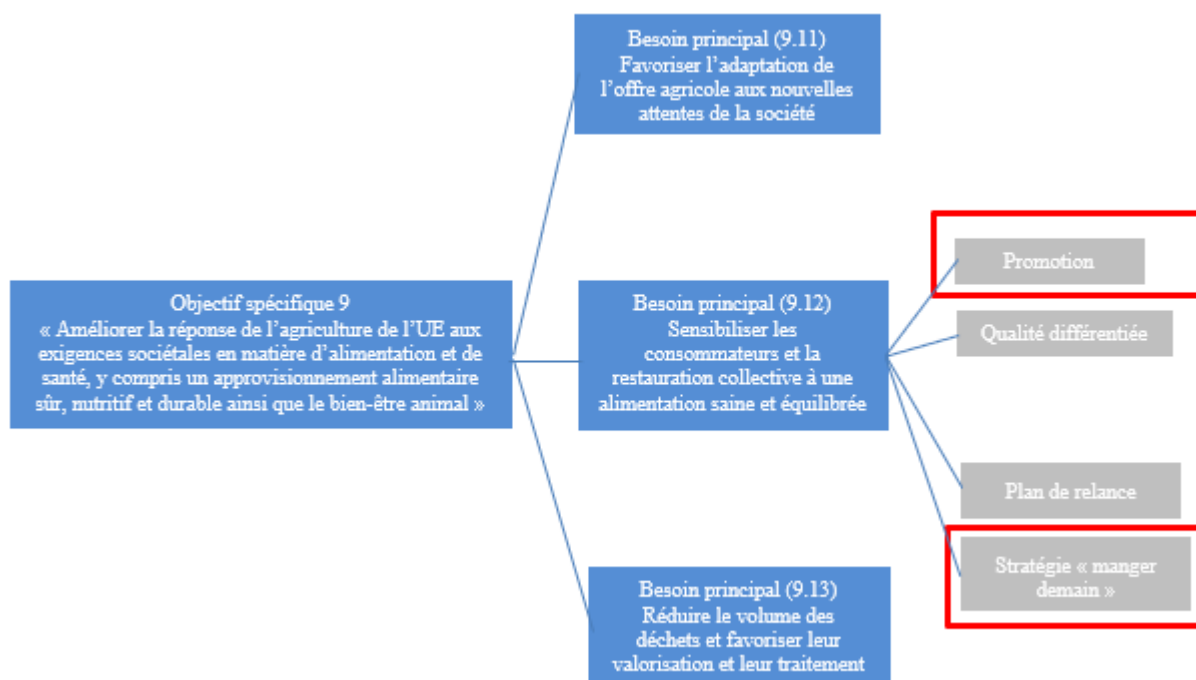 Besoin principal (9.11)
Favoriser l’adaptation de
l’offre agricole aux nouvelles
attentes de la société
Objectif spécifique 9
« Améliorer la réponse de l’agriculture de l’UE aux
exigences sociétales en matière d’alimentation et de
santé, y compris un approvisionnement alimentaire
sûr, nutritif et durable ainsi que le bien-être animal »
Besoin principal (9.12)
Sensibiliser les
consommateurs et la
restauration collective à une
alimentation saine et équilibrée
Besoin principal (9.13)
Réduire le volume des
déchets et favoriser leur
valorisation et leur traitement
Promotion
Qualité différentiée
Plan de relance
Stratégie « manger
demain »